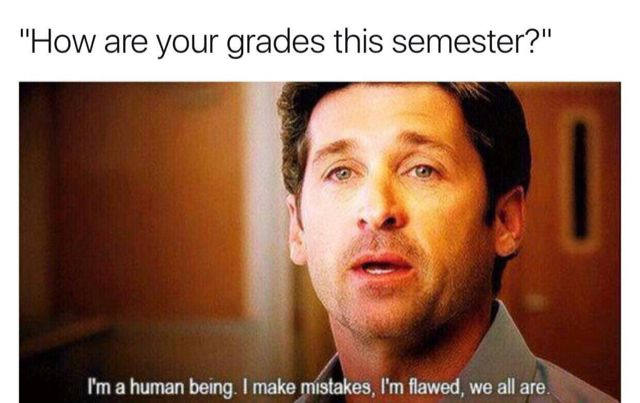 "How are your grades this semester?"
I'm a human being. I make mistakes, I'm flawed, we all are.